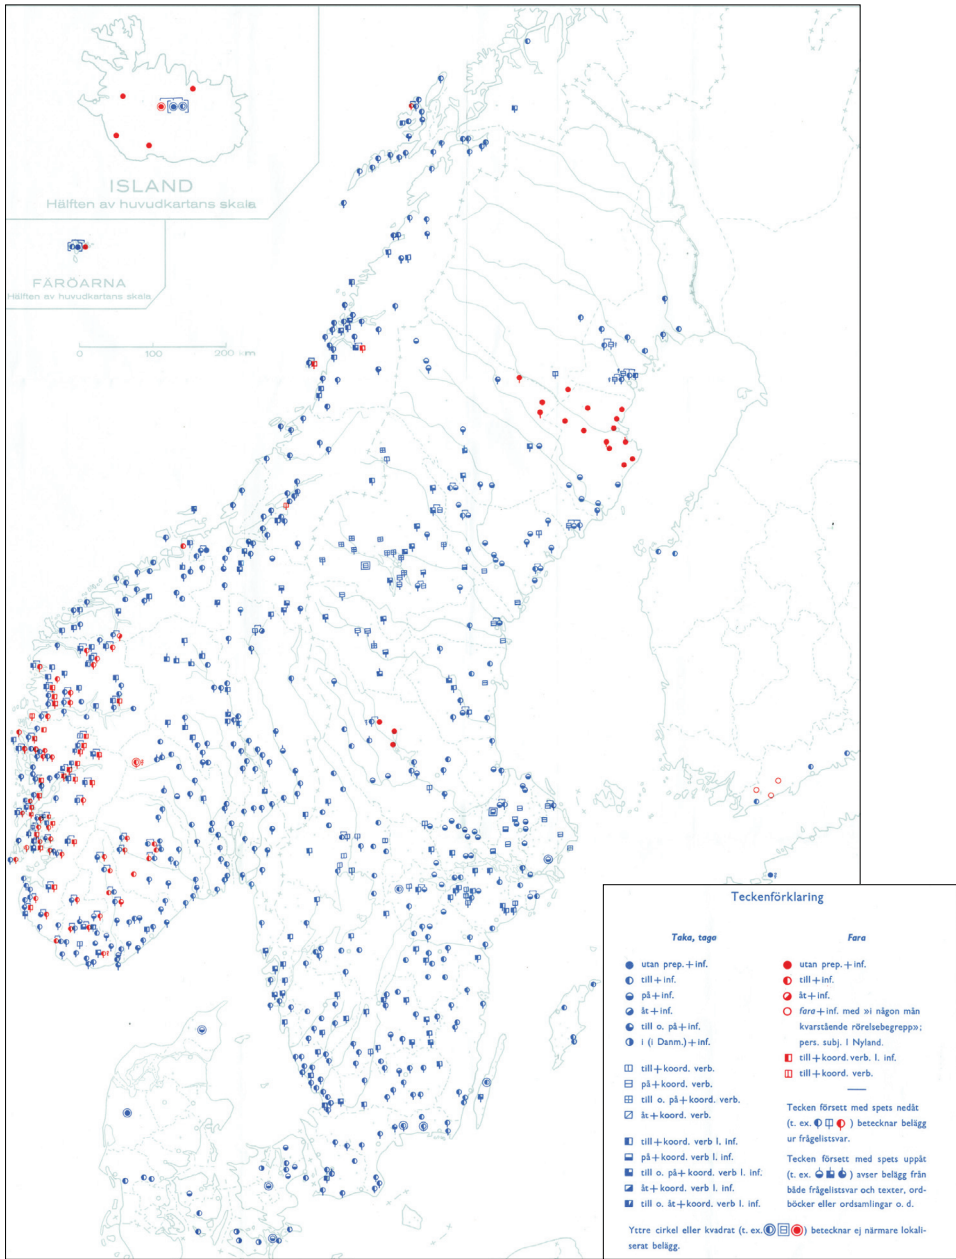 ISLAND
Hälften av huvudkartans skala
FÄRÖARNA
Hälften av huvudkartans skala
0 100 200 km
Teckenförklaring
Taka, taga
utan prep. + inf.
till + inf.
på + inf.
åt + inf.
till o. på + inf.
i (i Danm.) + inf.
till + koord. verb.
på + koord. verb.
till o. på + koord. verb.
åt + koord. verb.
till + koord. verb l. inf.
på + koord. verb l. inf.
till o. på + koord. verb l. inf.
åt + koord. verb l. inf.
till o. åt + koord. verb l. inf.
Fara
utan prep. + inf.
till + inf.
åt + inf.
fara + inf. med »i någon mån
kvarstående rörelsebegrepp»;
pers. subj. I Nyland.
till + koord. verb. l. inf.
till + koord. verb.
Tecken försett med spets nedåt
(t. ex. ) betecknar belägg
ur frågelistsvar.
Tecken försett med spets uppåt
(t. ex. ) avser belägg från
både frågelistsvar och texter, ord-
böcker eller ordsamlingar o. d.
Yttre cirkel eller kvadrat (t. ex. ) betecknar ej närmare lokali-
serat belägg.